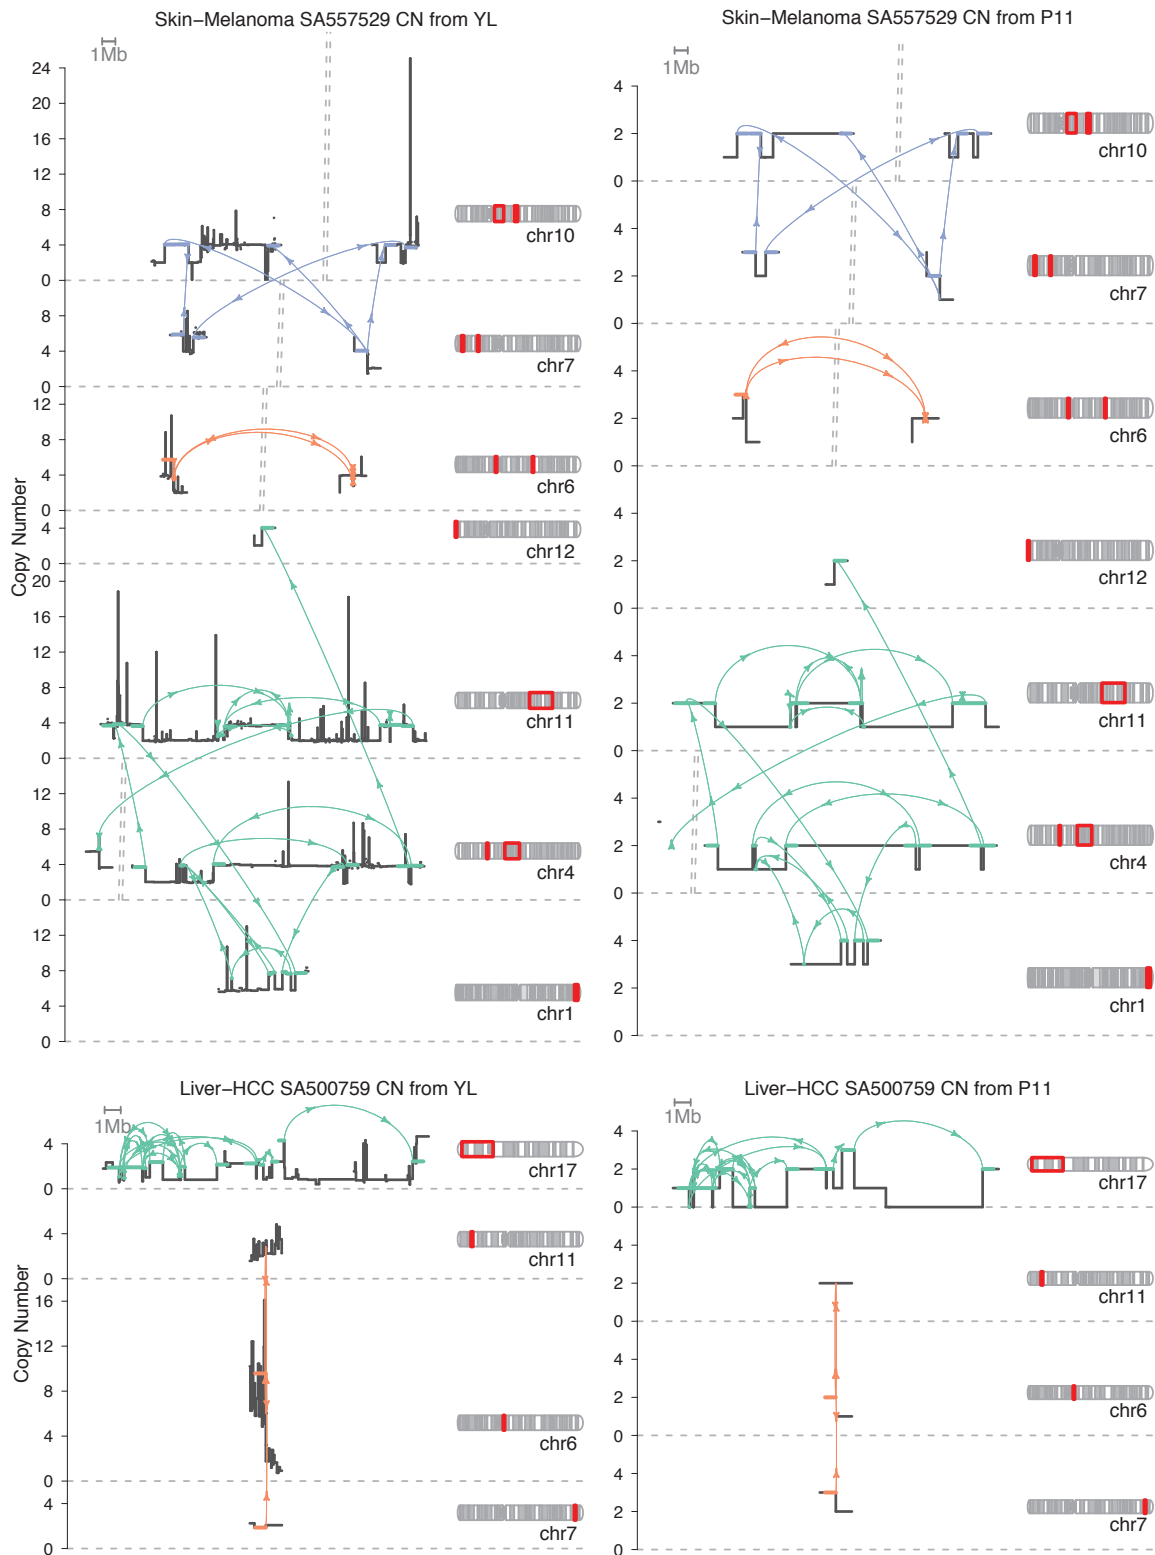 Skin−Melanoma SA557529 CN from YL
1Mb
24
20
16
12
8
4
0
chr10
8
4
0
chr7
12
8
4
0
chr6
4
0
chr12
20
16
12
8
4
0
chr11
12
8
4
0
chr4
12
8
4
0
chr1
Copy Number
Skin−Melanoma SA557529 CN from P11
1Mb
4
2
0
chr10
4
2
0
chr7
4
2
0
chr6
4
2
0
chr12
4
2
0
chr11
4
2
0
chr4
4
2
0
chr1
Liver−HCC SA500759 CN from YL
1Mb
4
0
chr17
4
0
chr11
16
12
8
4
0
chr6
4
0
chr7
Copy Number
Liver−HCC SA500759 CN from P11
1Mb
4
2
0
chr17
4
2
0
chr11
4
2
0
chr6
4
2
0
chr7